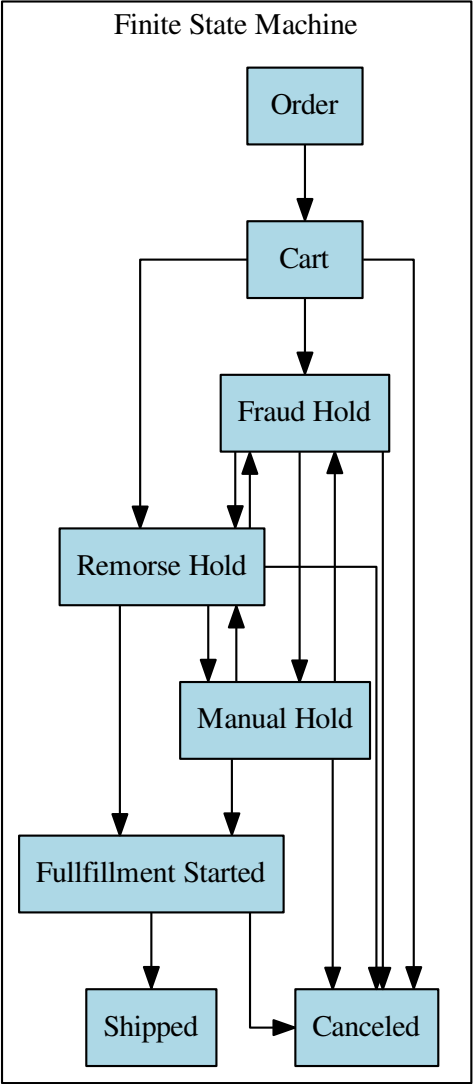 Finite State Machine
Order
Cart
Fraud Hold
Remorse Hold
Manual Hold
Fullfillment Started
Shipped
Canceled